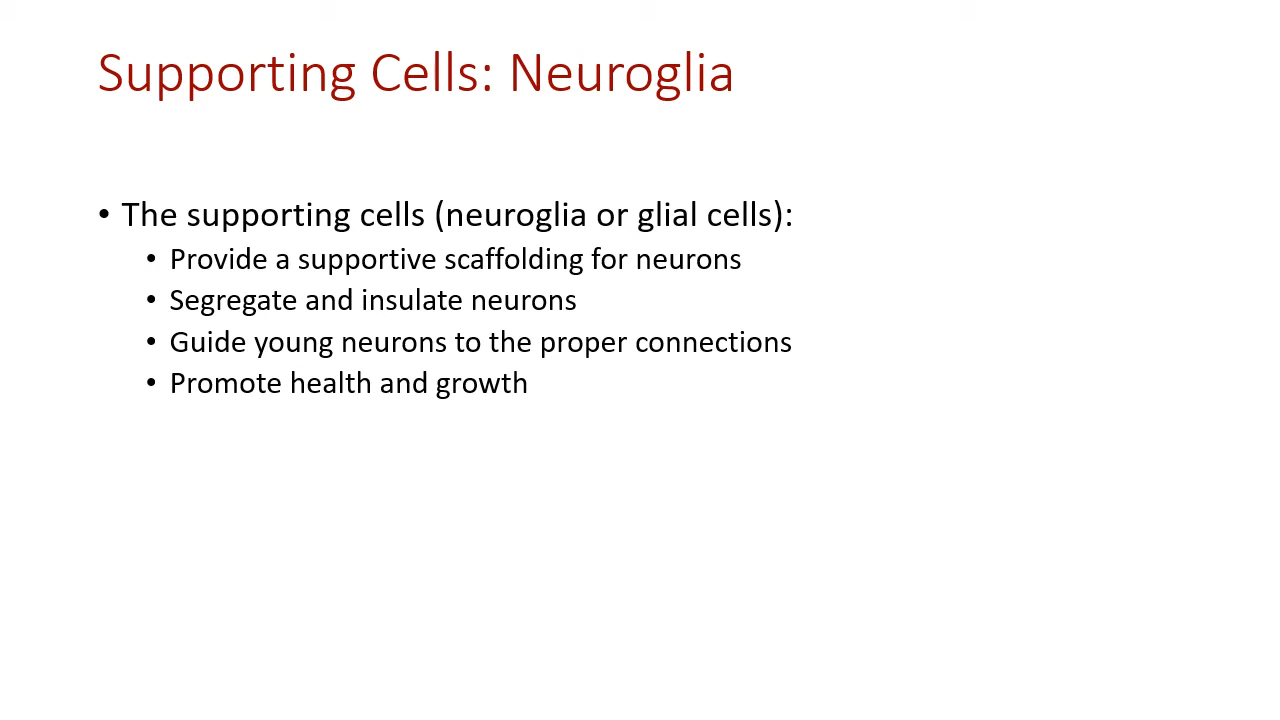 Supporting Cells: Neuroglia
• The supporting cells (neuroglia or glial cells):
• Provide a supportive scaffolding for neurons
• Segregate and insulate neurons
• Guide young neurons to the proper connections
• Promote health and growth